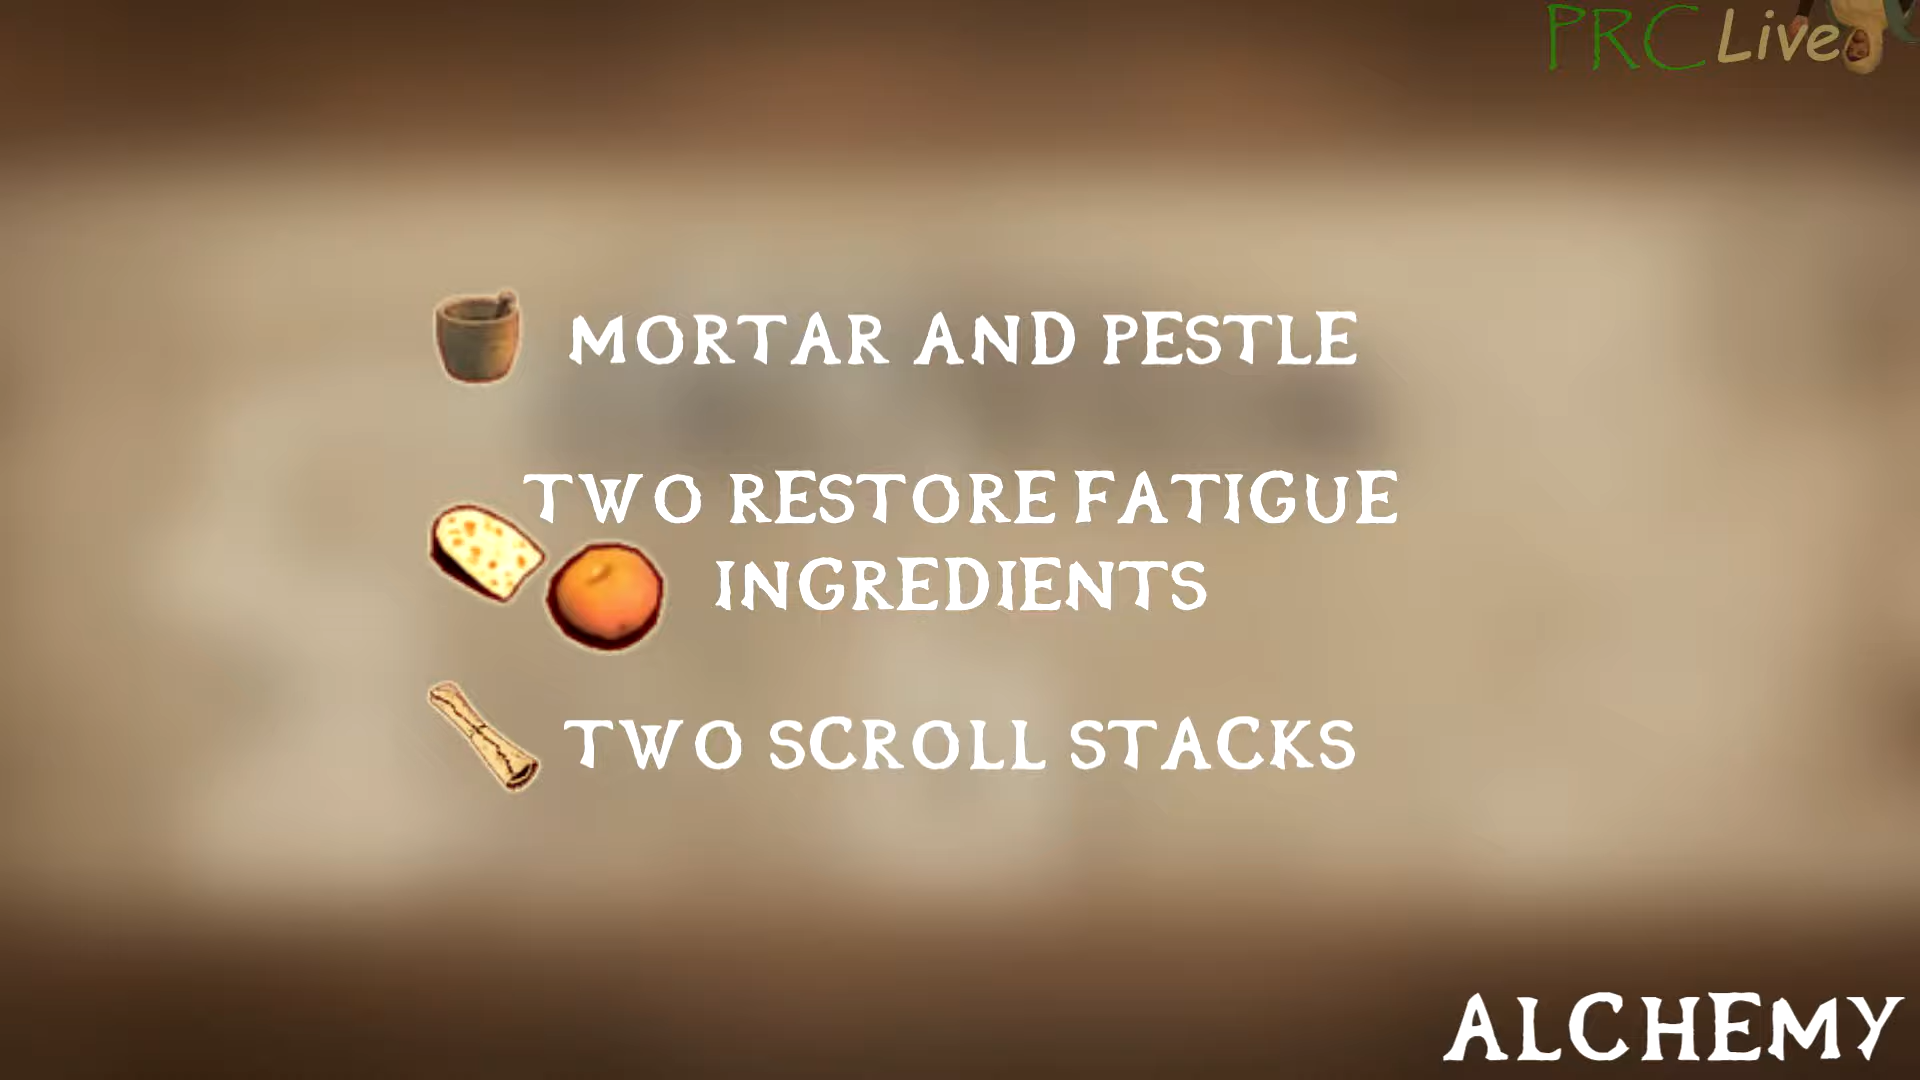 PRC Live
MORTAR AND PESTLE
TWO RESTORE FATIGUE
INGREDIENTS
TWO SCROLL STACKS
ALCHEMY